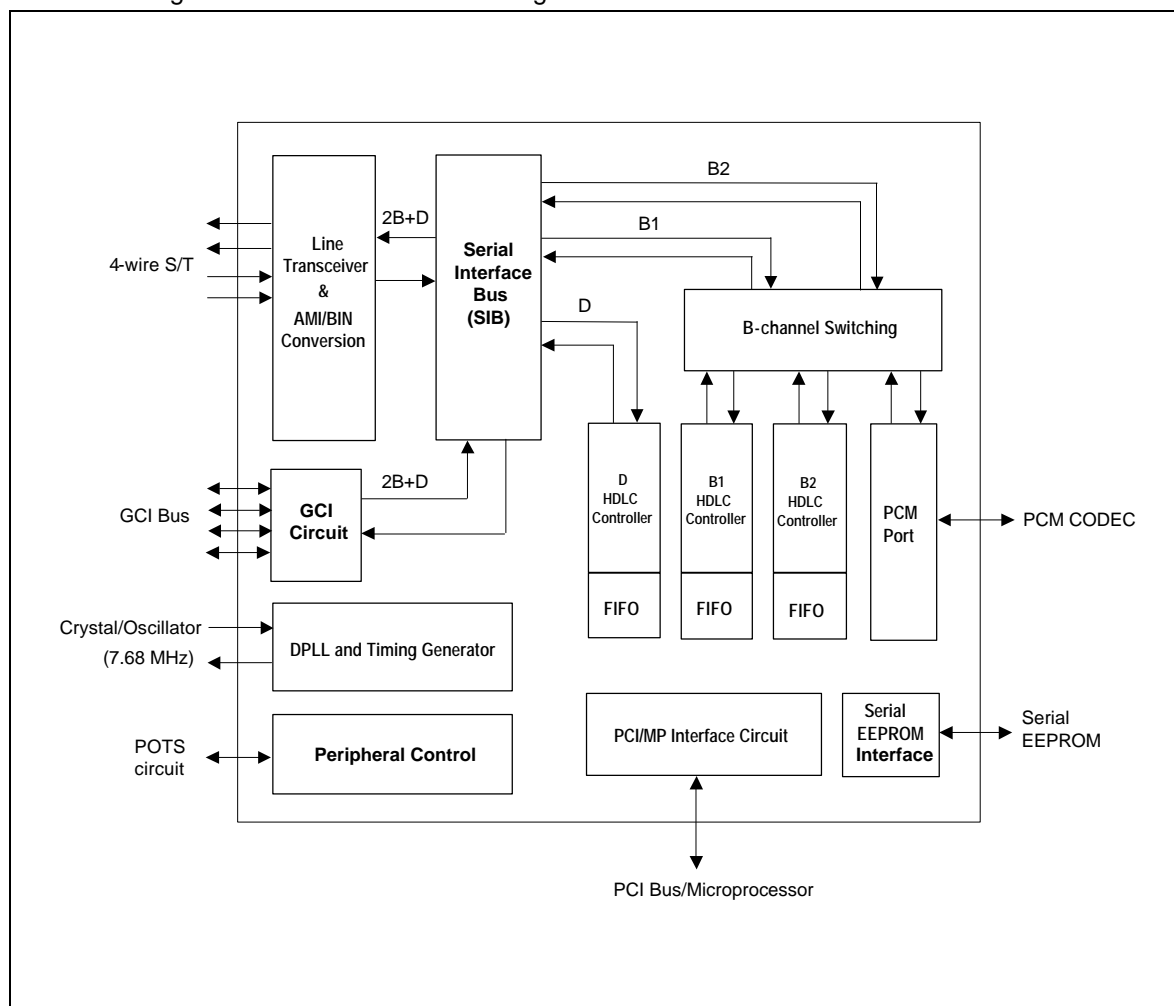 B2
2B+D
B1
4-wire S/T
Line
Transceiver
&
AMI/BIN
Conversion
Serial
Interface
Bus
(SIB)
D
B-channel Switching
GCI Bus
GCI
Circuit
2B+D
D
HDLC
Controller
FIFO
B1
HDLC
Controller
FIFO
B2
HDLC
Controller
FIFO
PCM
Port
PCM CODEC
Crystal/Oscillator
(7.68 MHz)
DPLL and Timing Generator
POTS
circuit
Peripheral Control
PCI/MP Interface Circuit
Serial
EEPROM
Interface
Serial
EEPROM
PCI Bus/Microprocessor